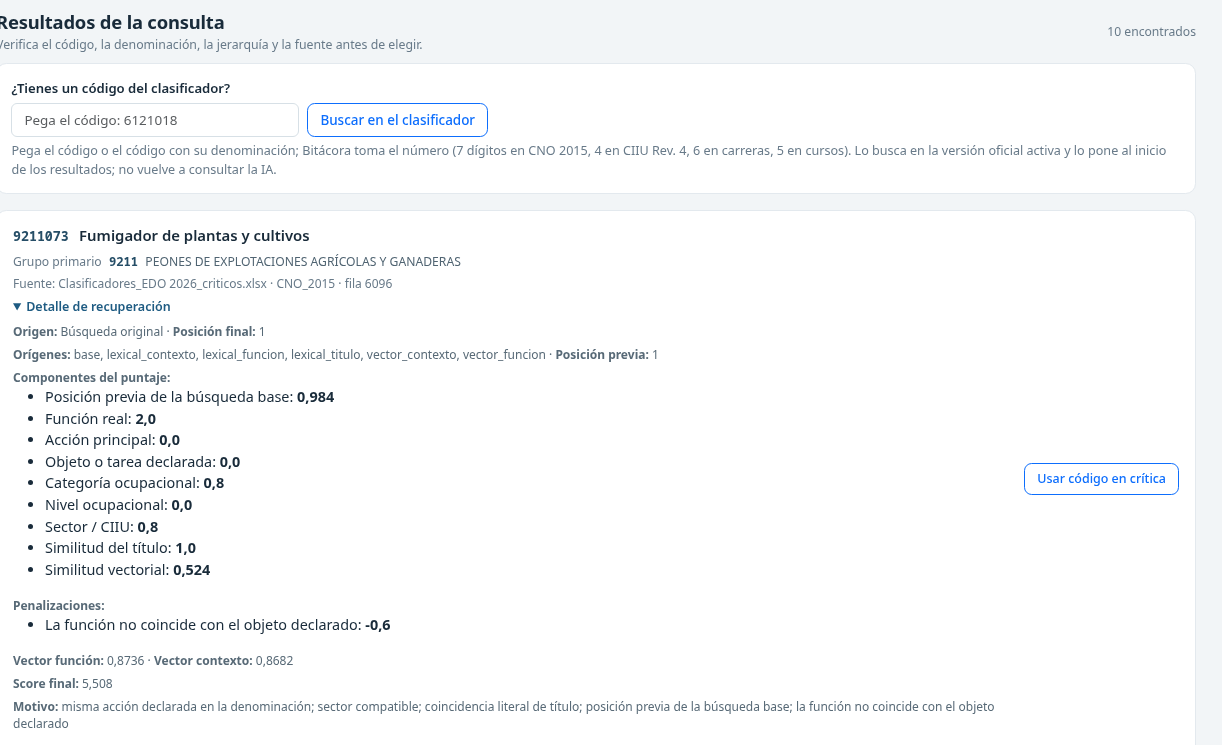 Resultados de la consulta
Verifica el código, la denominación, la jerarquía y la fuente antes de elegir.
10 encontrados
¿Tienes un código del clasificador?
Pega el código: 6121018
Buscar en el clasificador
Pega el código o el código con su denominación; Bitácora toma el número (7 dígitos en CNO 2015, 4 en CIIU Rev. 4, 6 en carreras, 5 en cursos). Lo busca en la versión oficial activa y lo pone al inicio
de los resultados; no vuelve a consultar la IA.
9211073 Fumigador de plantas y cultivos
Grupo primario 9211 PEONES DE EXPLOTACIONES AGRÍCOLAS Y GANADERAS
Fuente: Clasificadores_EDO 2026_criticos.xlsx · CNO_2015 · fila 6096
▼ Detalle de recuperación
Origen: Búsqueda original · Posición final: 1
Orígenes: base, lexical_contexto, lexical_funcion, lexical_titulo, vector_contexto, vector_funcion · Posición previa: 1
Componentes del puntaje:
• Posición previa de la búsqueda base: 0,984
• Función real: 2,0
• Acción principal: 0,0
• Objeto o tarea declarada: 0,0
• Categoría ocupacional: 0,8
• Nivel ocupacional: 0,0
• Sector / CIIU: 0,8
• Similitud del título: 1,0
• Similitud vectorial: 0,524
Usar código en crítica
Penalizaciones:
• La función no coincide con el objeto declarado: -0,6
Vector función: 0,8736 · Vector contexto: 0,8682
Score final: 5,508
Motivo: misma acción declarada en la denominación; sector compatible; coincidencia literal de título; posición previa de la búsqueda base; la función no coincide con el objeto
declarado